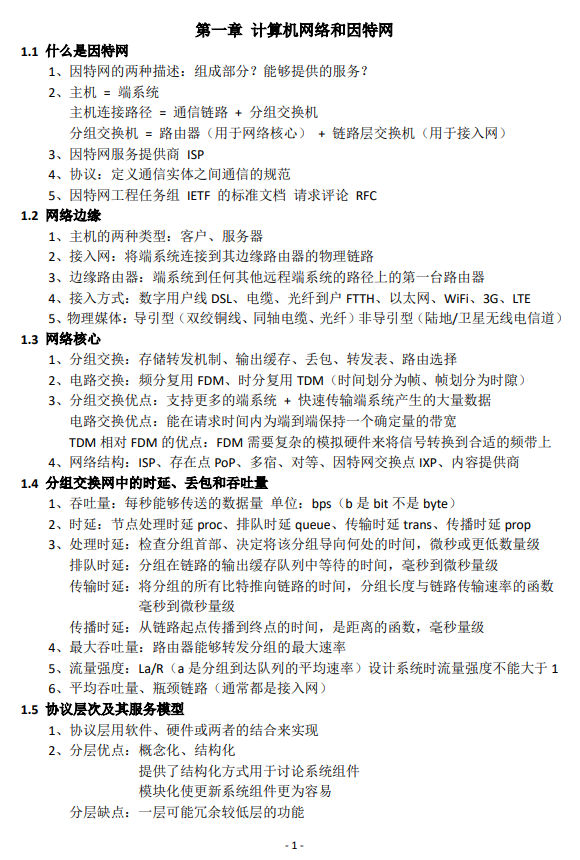 第一章 计算机网络和因特网
1.1 什么是因特网
1、因特网的两种描述：组成部分？能够提供的服务？
2、主机 = 端系统
主机连接路径 = 通信链路 + 分组交换机
分组交换机 = 路由器（用于网络核心） + 链路层交换机（用于接入网）
3、因特网服务提供商 ISP
4、协议：定义通信实体之间通信的规范
5、因特网工程任务组 IETF 的标准文档 请求评论 RFC
1.2 网络边缘
1、主机的两种类型：客户、服务器
2、接入网：将端系统连接到其边缘路由器的物理链路
3、边缘路由器：端系统到任何其他远程端系统的路径上的第一台路由器
4、接入方式：数字用户线 DSL、电缆、光纤到户 FTTH、以太网、WiFi、3G、LTE
5、物理媒体：导引型（双绞铜线、同轴电缆、光纤）非导引型（陆地/卫星无线电信道）
1.3 网络核心
1、分组交换：存储转发机制、输出缓存、丢包、转发表、路由选择
2、电路交换：频分复用 FDM、时分复用 TDM（时间划分为帧、帧划分为时隙）
3、分组交换优点：支持更多的端系统 + 快速传输端系统产生的大量数据
电路交换优点：能在请求时间内为端到端保持一个确定量的带宽
TDM 相对 FDM 的优点：FDM 需要复杂的模拟硬件来将信号转换到合适的频带上
4、网络结构：ISP、存在点 PoP、多宿、对等、因特网交换点 IXP、内容提供商
1.4 分组交换网中的时延、丢包和吞吐量
1、吞吐量：每秒能够传送的数据量 单位：bps（b 是 bit 不是 byte）
2、时延：节点处理时延 proc、排队时延 queue、传输时延 trans、传播时延 prop
3、处理时延：检查分组首部、决定将该分组导向何处的时间，微秒或更低数量级
排队时延：分组在链路的输出缓存队列中等待的时间，毫秒到微秒量级
传输时延：将分组的所有比特推向链路的时间，分组长度与链路传输速率的函数
毫秒到微秒量级
传播时延：从链路起点传播到终点的时间，是距离的函数，毫秒量级
4、最大吞吐量：路由器能够转发分组的最大速率
5、流量强度：La/R（a 是分组到达队列的平均速率）设计系统时流量强度不能大于 1
6、平均吞吐量、瓶颈链路（通常都是接入网）
1.5 协议层次及其服务模型
1、协议层用软件、硬件或两者的结合来实现
2、分层优点：概念化、结构化
提供了结构化方式用于讨论系统组件
模块化使更新系统组件更为容易
分层缺点：一层可能冗余较低层的功能
- 1 -